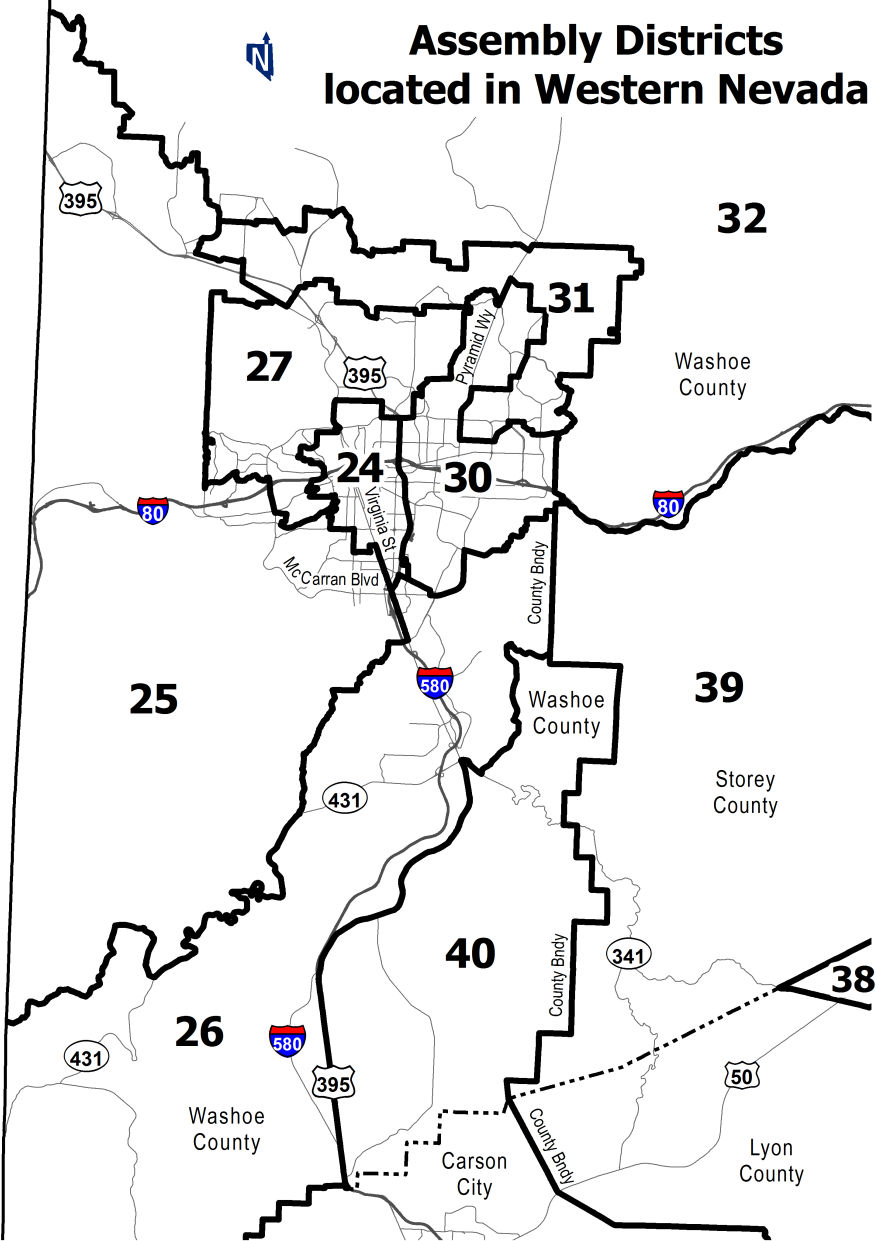 Assembly Districts
located in Western Nevada
N
395
32
31
Pyramid Wy
27
395
Washoe
County
24
30
80
80
Virginia St
McCarran Blvd
County Bndy
580
25
39
Washoe
County
431
Storey
County
40
341
County Bndy
38
26
580
431
395
50
Washoe
County
County Bndy
Carson
City
Lyon
County